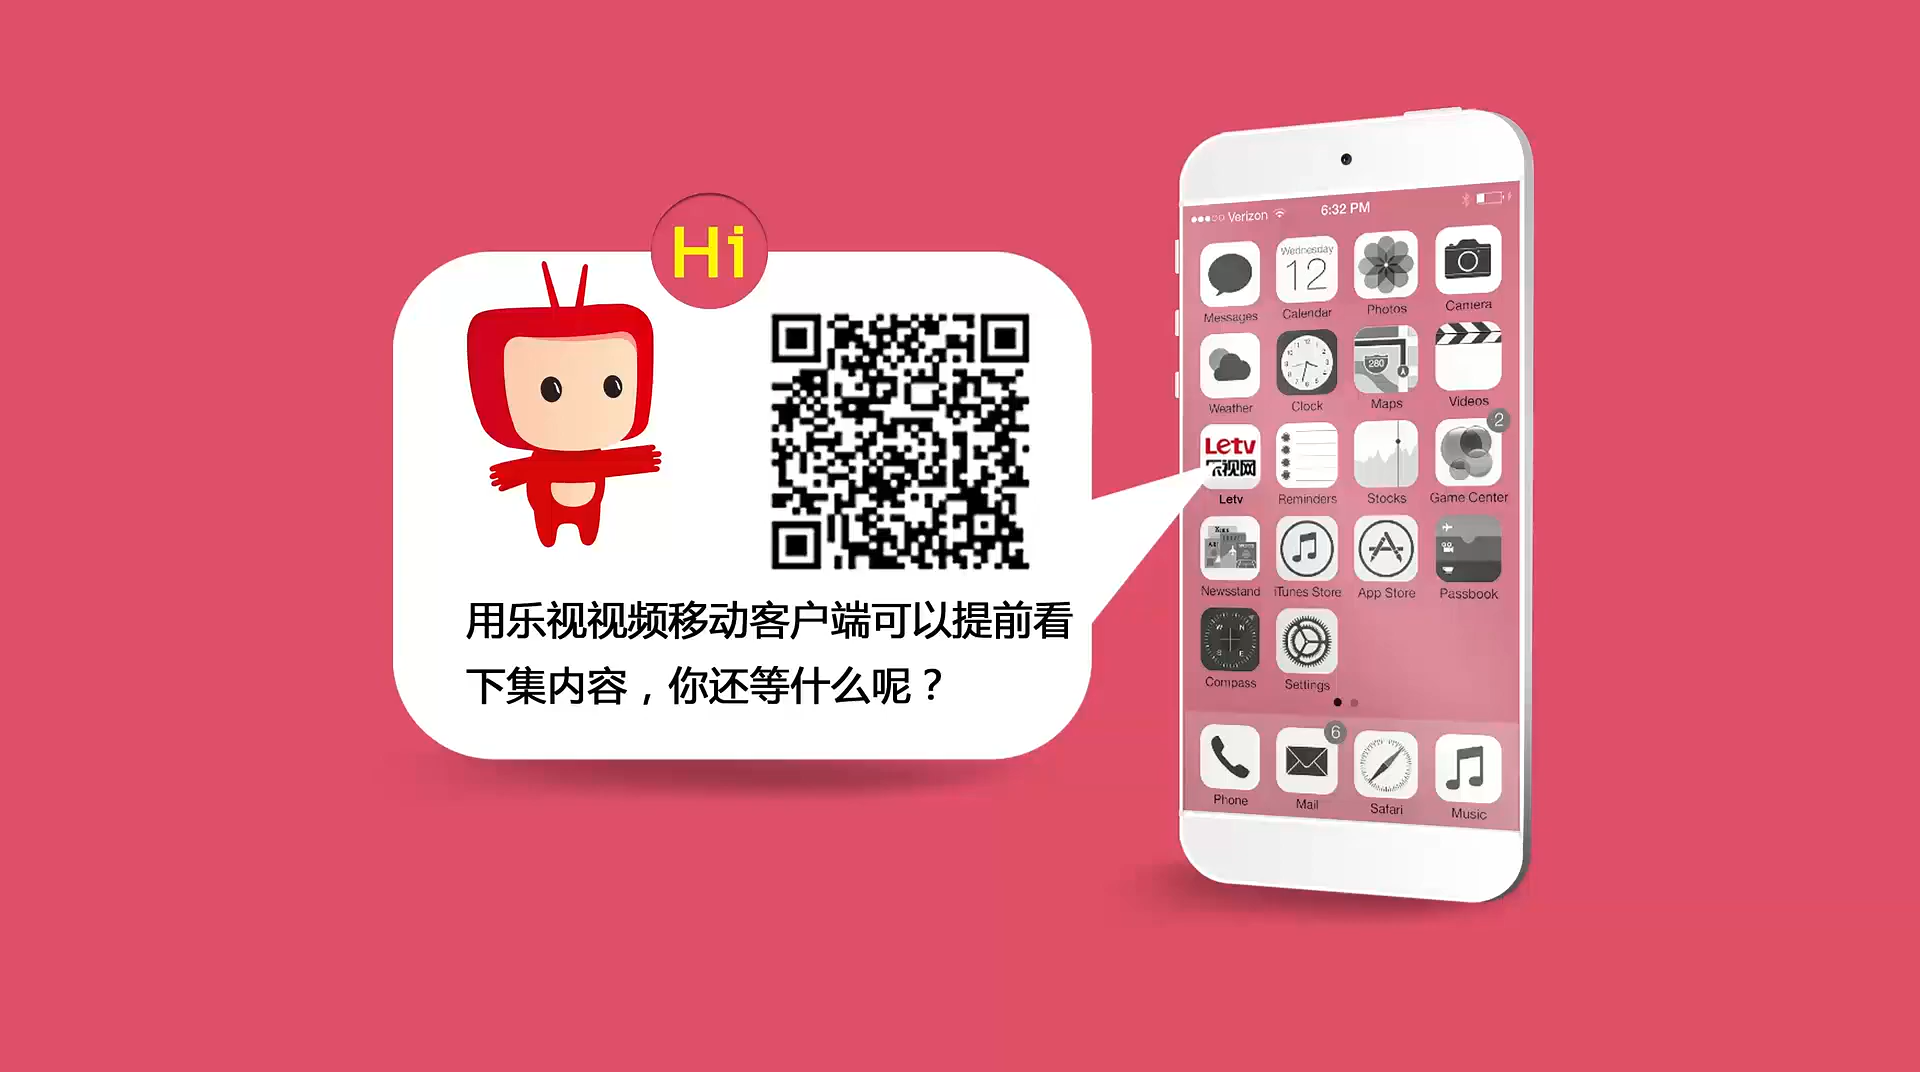 Hi
用乐视视频移动客户端可以提前看
下集内容，你还等什么呢？
Verizon
6:32 PM
Wednesday
12
Messages
Calendar
Photos
Camera
280
Weather
Clock
Maps
Videos
2
Letv
乐视网
Letv
Reminders
Stocks
Game Center
Newsstand
iTunes Store
App Store
Passbook
W N
S E
Compass
Settings
6
Phone
Mail
Safari
Music